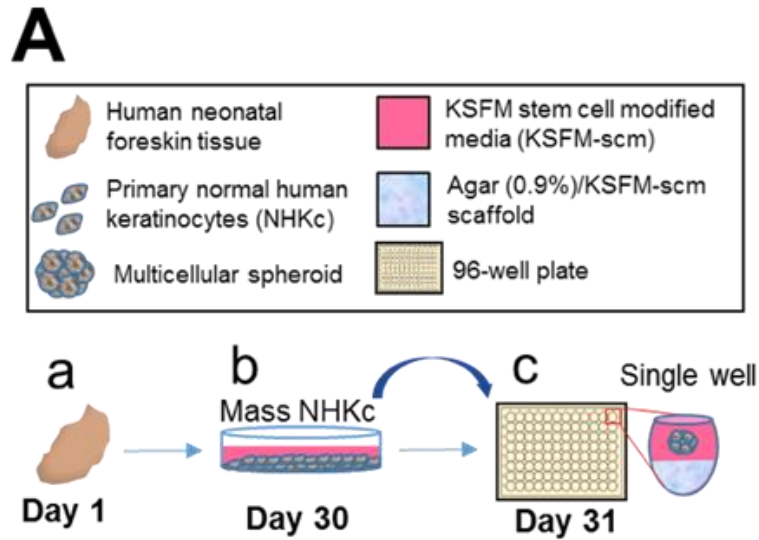 A
Human neonatal
foreskin tissue
Primary normal human
keratinocytes (NHKc)
Multicellular spheroid
KSFM stem cell modified
media (KSFM-scm)
Agar (0.9%)/KSFM-scm
scaffold
96-well plate
a
Day 1
b
Mass NHKc
Day 30
c
Day 31
Single well